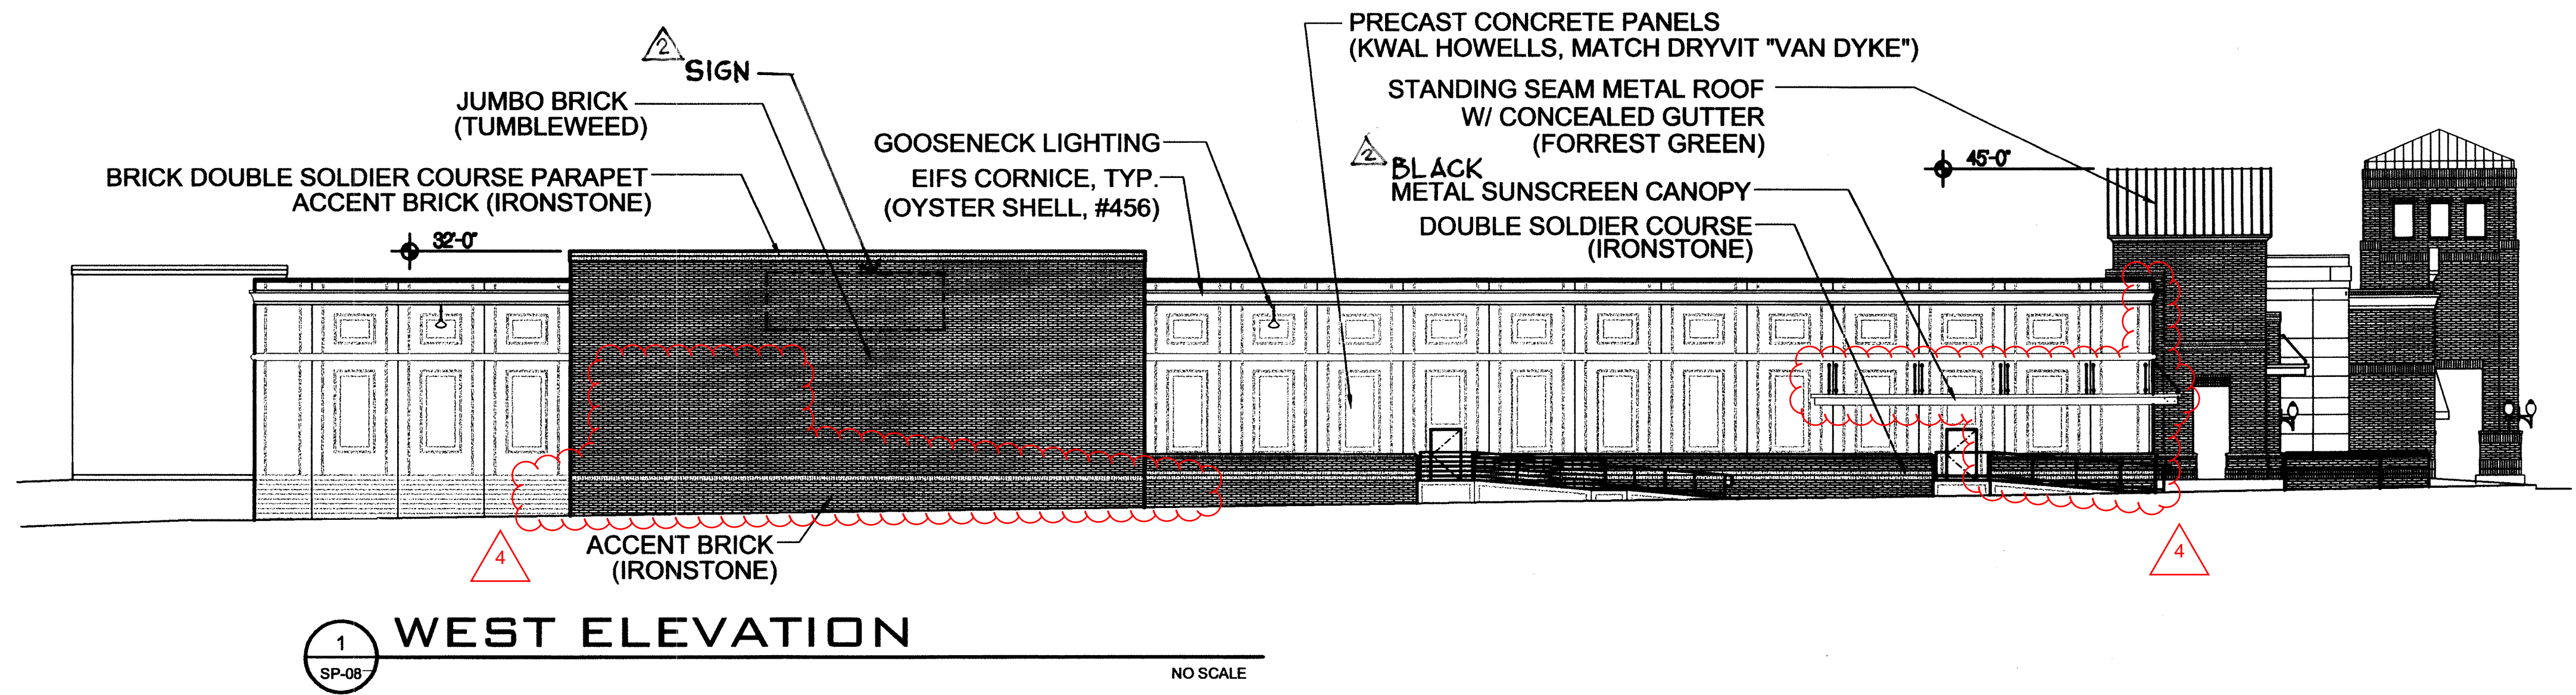 2
SIGN
JUMBO BRICK
(TUMBLEWEED)
BRICK DOUBLE SOLDIER COURSE PARAPET
ACCENT BRICK (IRONSTONE)
32'-0"
GOOSENECK LIGHTING
EIFS CORNICE, TYP.
(OYSTER SHELL, #456)
PRECAST CONCRETE PANELS
(KWAL HOWELLS, MATCH DRYVIT "VAN DYKE")
STANDING SEAM METAL ROOF
W/ CONCEALED GUTTER
(FORREST GREEN)
2
BLACK
METAL SUNSCREEN CANOPY
DOUBLE SOLDIER COURSE
(IRONSTONE)
45'-0"
4
ACCENT BRICK
(IRONSTONE)
4
1
SP-08
WEST ELEVATION
NO SCALE